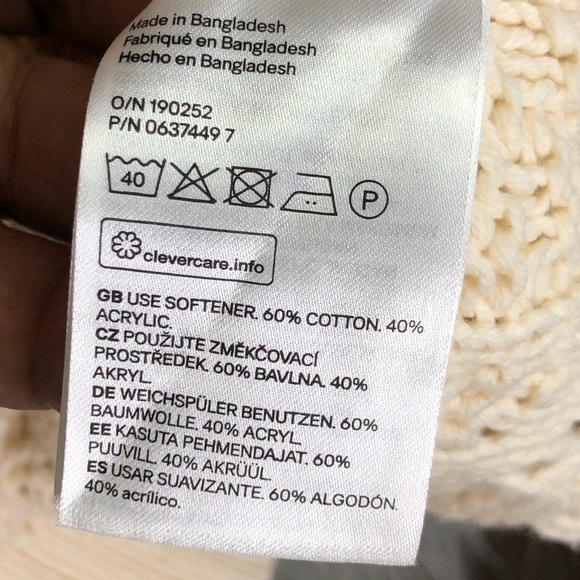 Made in Bangladesh
Fabriqué en Bangladesh
Hecho en Bangladesh
O/N 190252
P/N 0637449 7
40 P
clevercare.info
GB USE SOFTENER. 60% COTTON. 40%
ACRYLIC.
CZ POUŽIJTE ZMĚKČOVACÍ
PROSTŘEDEK. 60% BAVLNA. 40%
AKRYL.
DE WEICHSPÜLER BENUTZEN. 60%
BAUMWOLLE. 40% ACRYL.
EE KASUTA PEHMENDAJAT. 60%
PUUVILL. 40% AKRÜÜL.
ES USAR SUAVIZANTE. 60% ALGODÓN.
40% acrílico.